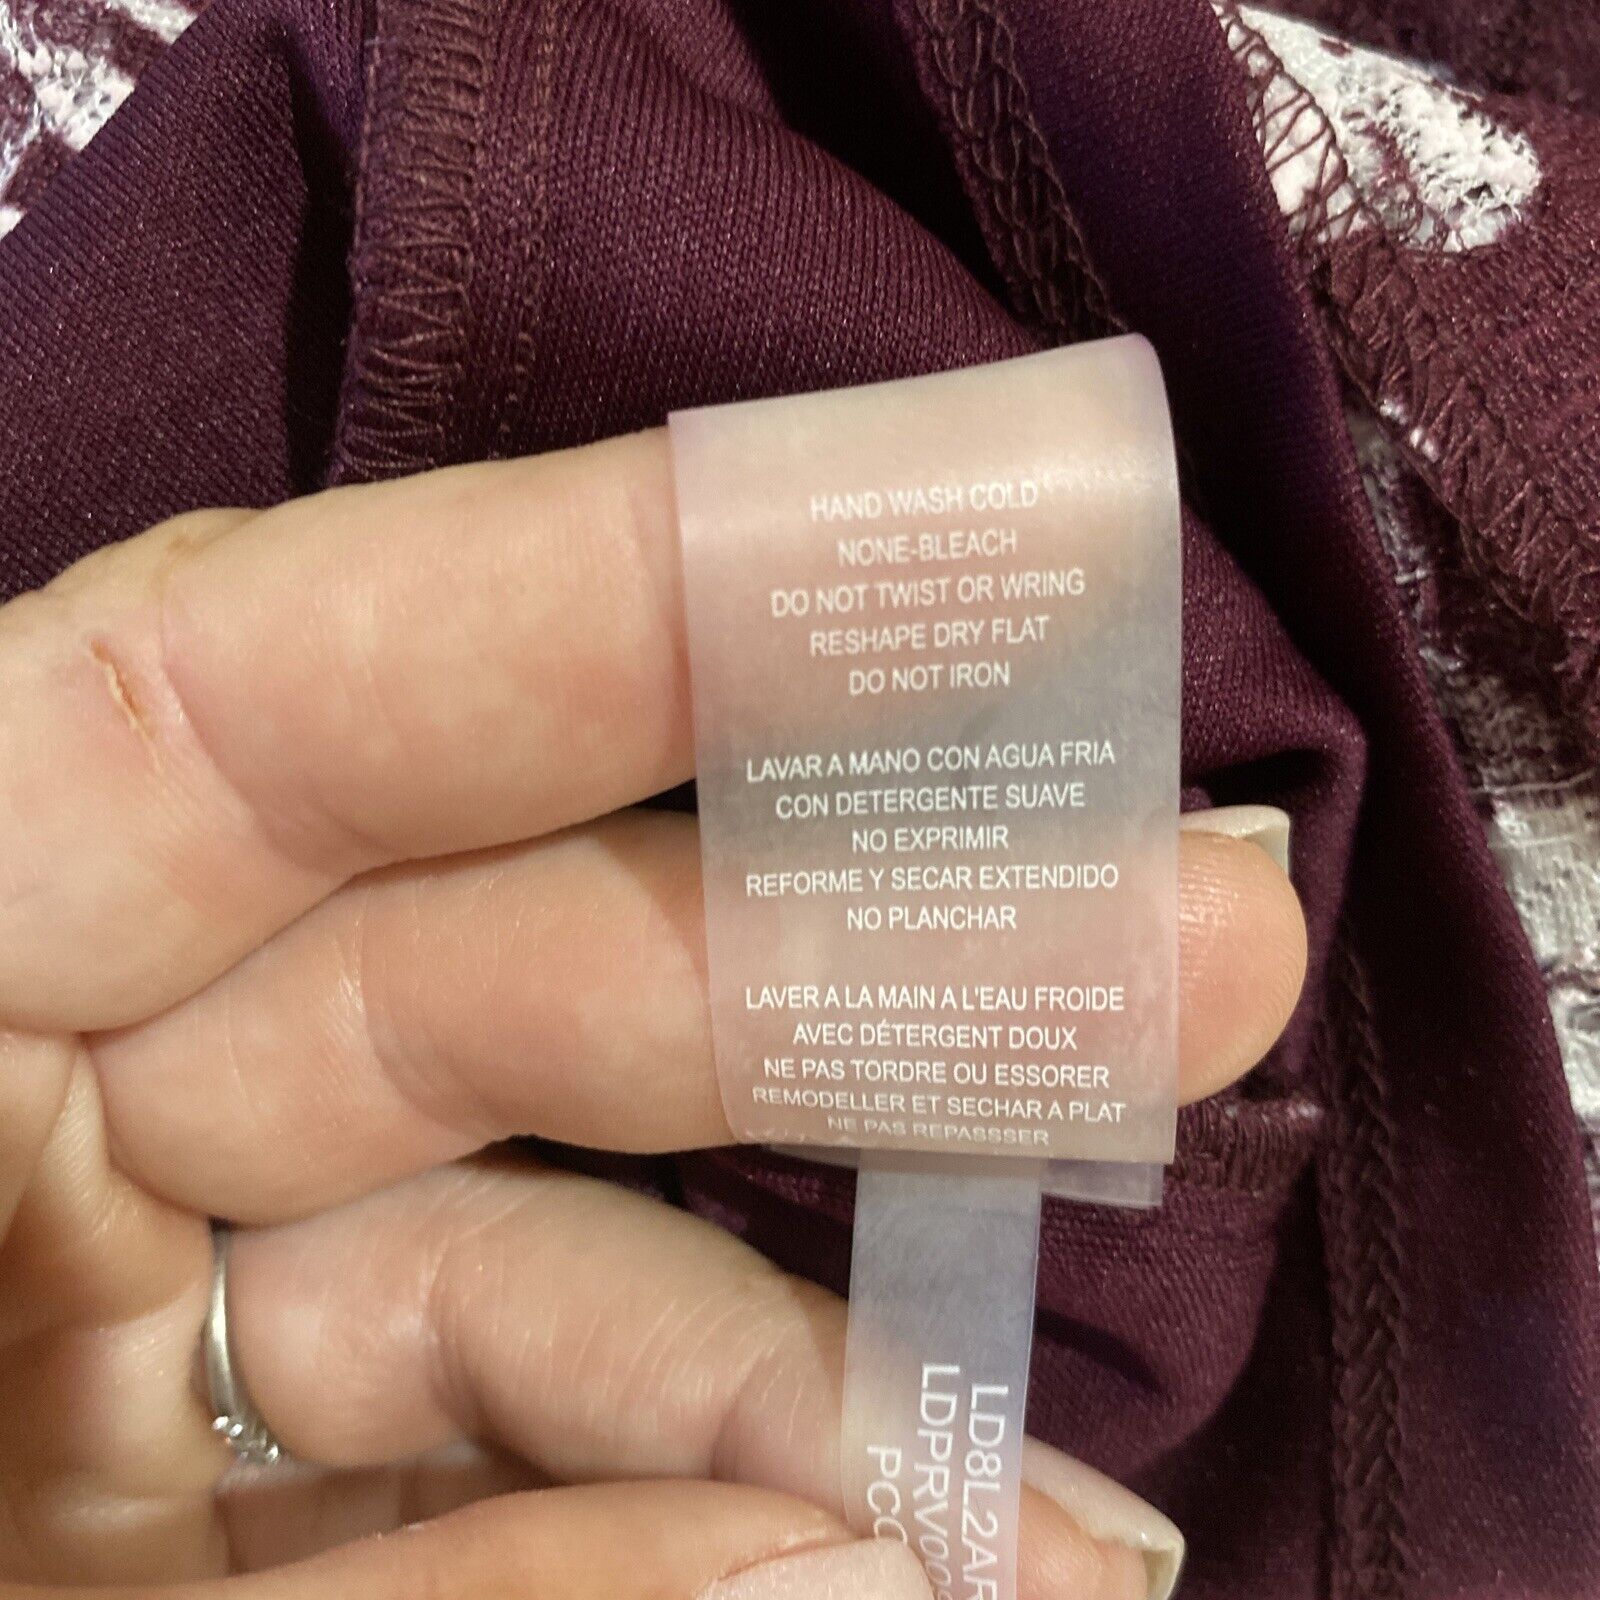 HAND WASH COLD
NONE-BLEACH
DO NOT TWIST OR WRING
RESHAPE DRY FLAT
DO NOT IRON
LAVAR A MANO CON AGUA FRIA
CON DETERGENTE SUAVE
NO EXPRIMIR
REFORME Y SECAR EXTENDIDO
NO PLANCHAR
LAVER A LA MAIN A L'EAU FROIDE
AVEC DÉTERGENT DOUX
NE PAS TORDRE OU ESSORER
REMODELLER ET SECHAR A PLAT
NE PAS REPASSSER
LD8L2AR